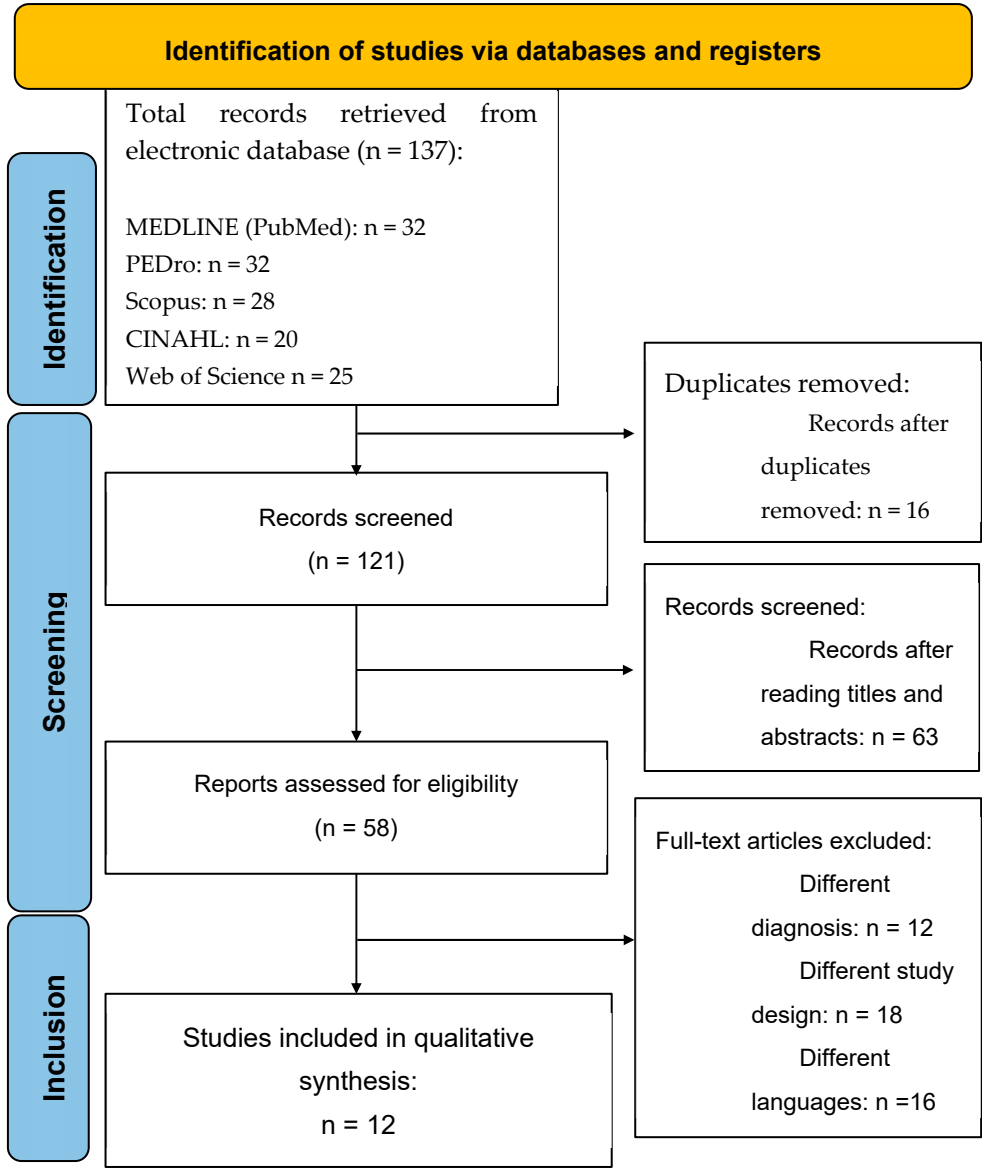 Identification of studies via databases and registers
Identification
Total records retrieved from
electronic database (n = 137):
MEDLINE (PubMed): n = 32
PEDro: n = 32
Scopus: n = 28
CINAHL: n = 20
Web of Science n = 25
Duplicates removed:
Records after
duplicates
removed: n = 16
Screening
Records screened
(n = 121)
Records screened:
Records after
reading titles and
abstracts: n = 63
Reports assessed for eligibility
(n = 58)
Full-text articles excluded:
Different
diagnosis: n = 12
Different study
design: n = 18
Different
languages: n =16
Inclusion
Studies included in qualitative
synthesis:
n = 12